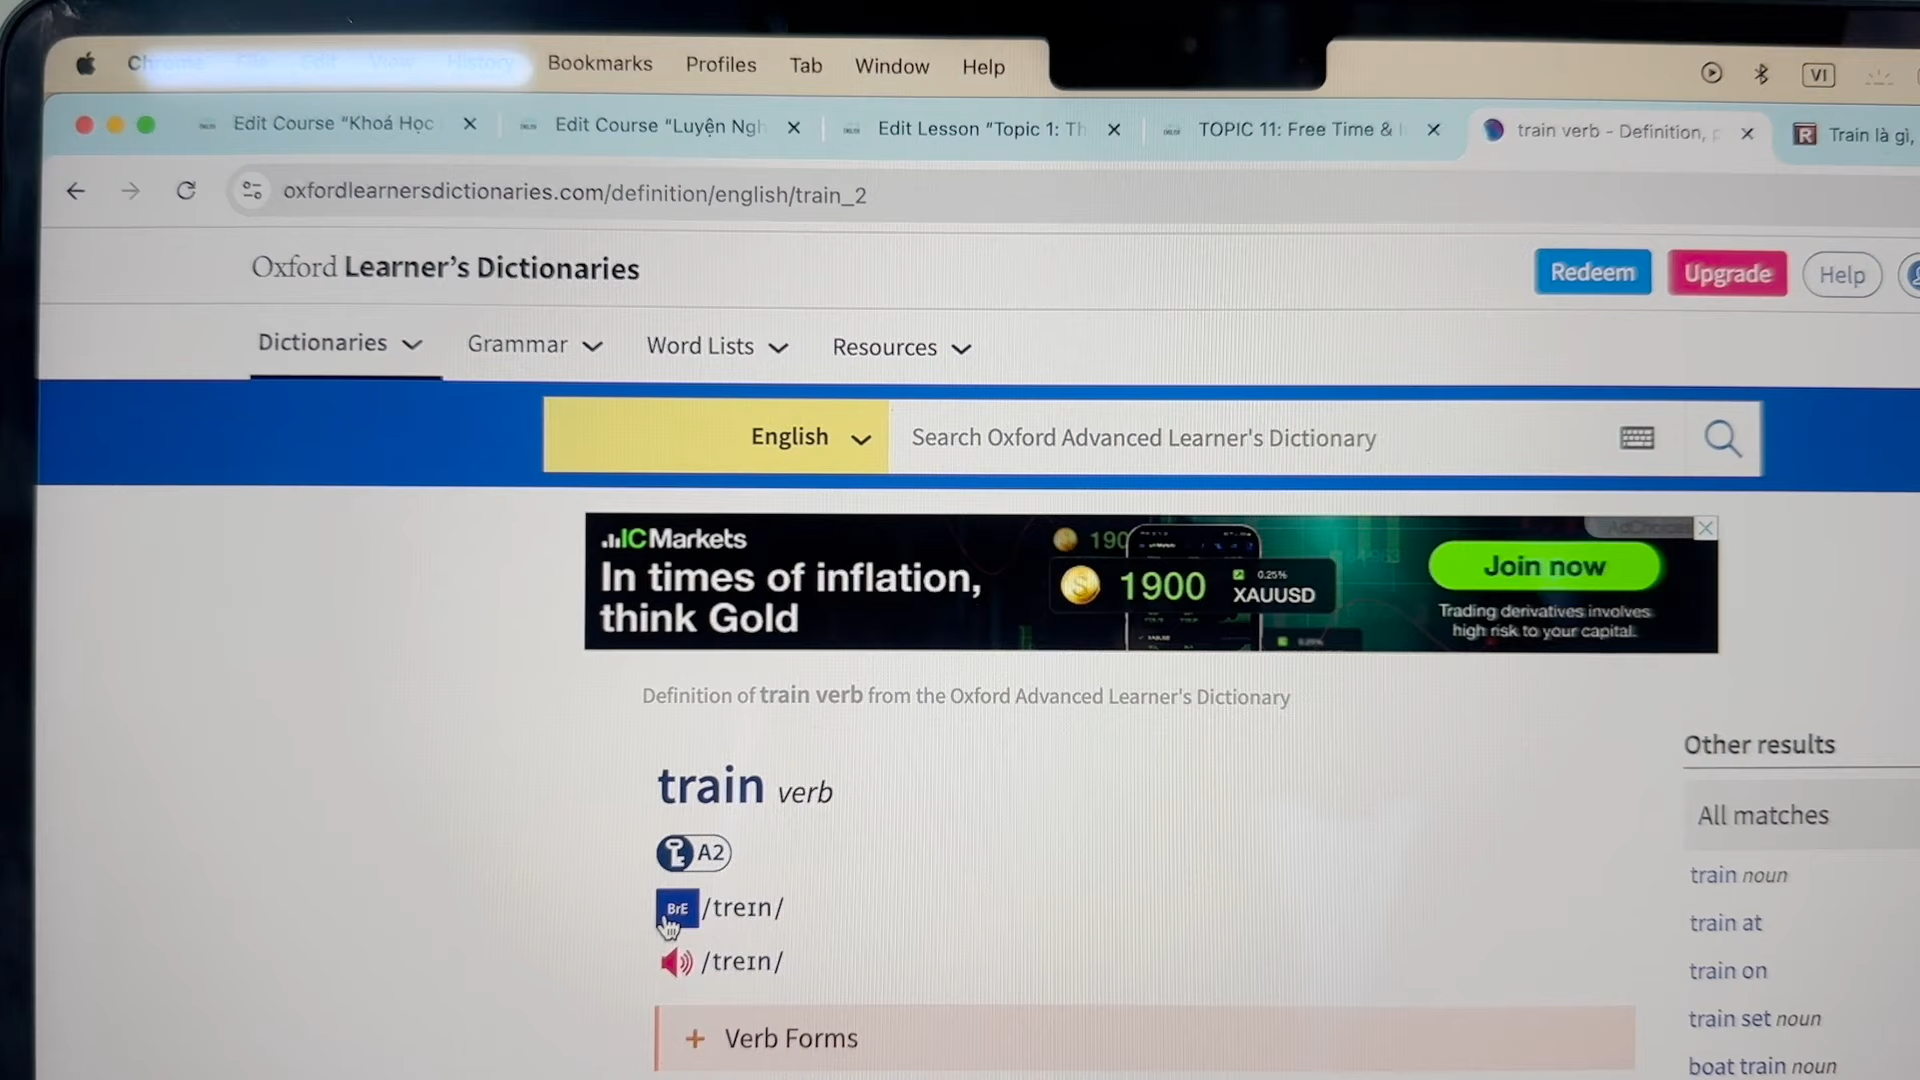 Bookmarks Profiles Tab Window Help VI
Edit Course “Khoá Học Edit Course “Luyện Ngh Edit Lesson "Topic 1: Th TOPIC 11: Free Time & train verb - Definition, Train là gì,
oxfordlearnersdictionaries.com/definition/english/train_2
Oxford Learner's Dictionaries Redeem Upgrade Help
Dictionaries Grammar Word Lists Resources
English Search Oxford Advanced Learner's Dictionary
IC Markets
In times of inflation,
think Gold
190
1900
0.25%
XAUUSD
AdChoices
Join now
Trading derivatives involves
high risk to your capital.
Definition of train verb from the Oxford Advanced Learner's Dictionary
train verb
A2
BrE /treɪn/
/treɪn/
+ Verb Forms
Other results
All matches
train noun
train at
train on
train set noun
boat train noun